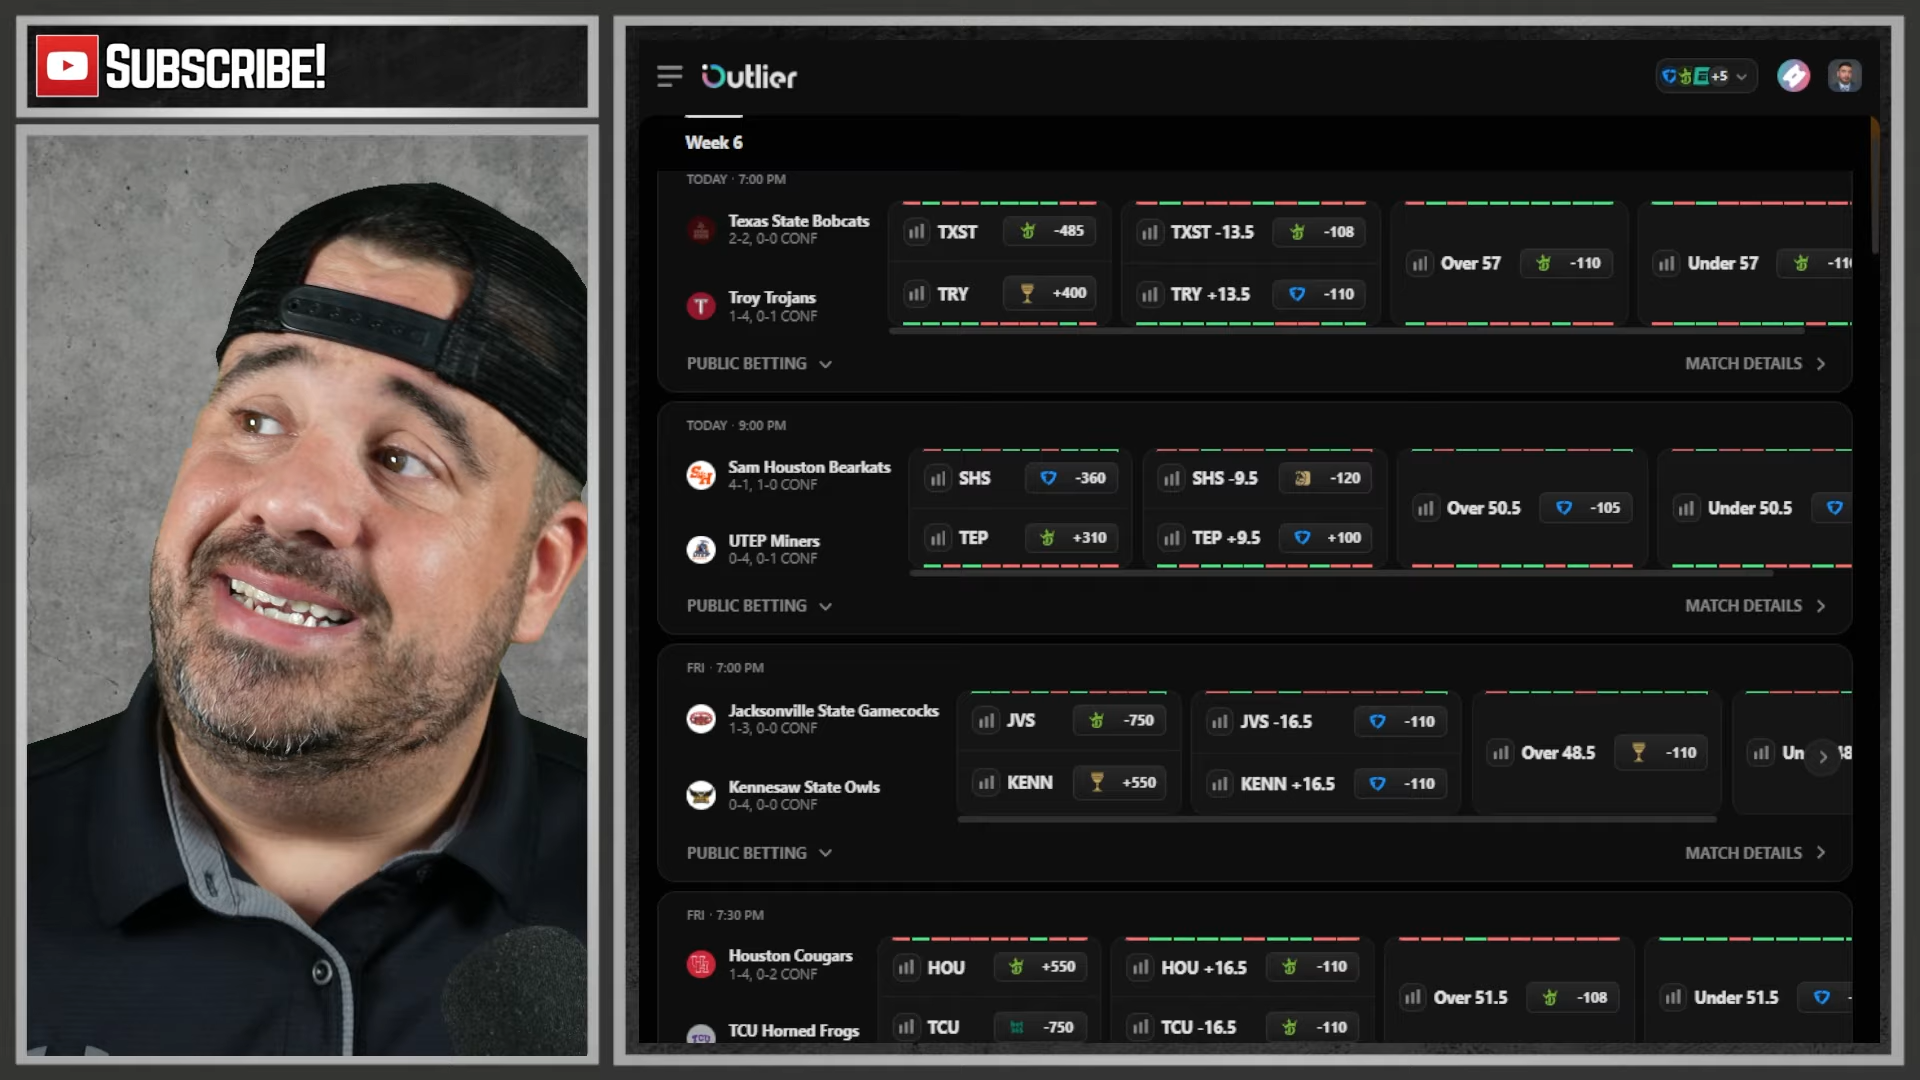 SUBSCRIBE!
Outlier
+5
Week 6
TODAY · 7:00 PM
Texas State Bobcats
2-2, 0-0 CONF
TXST -485
TXST -13.5 -108
Over 57 -110
Under 57
Troy Trojans
1-4, 0-1 CONF
TRY +400
TRY +13.5 -110
PUBLIC BETTING
MATCH DETAILS
TODAY · 9:00 PM
Sam Houston Bearkats
4-1, 1-0 CONF
SHS -360
SHS -9.5 -120
Over 50.5 -105
Under 50.5
UTEP Miners
0-4, 0-1 CONF
TEP +310
TEP +9.5 +100
PUBLIC BETTING
MATCH DETAILS
FRI · 7:00 PM
Jacksonville State Gamecocks
1-3, 0-0 CONF
JVS -750
JVS -16.5 -110
Over 48.5 -110
Kennesaw State Owls
0-4, 0-0 CONF
KENN +550
KENN +16.5 -110
PUBLIC BETTING
MATCH DETAILS
FRI · 7:30 PM
Houston Cougars
1-4, 0-2 CONF
HOU +550
HOU +16.5 -110
Over 51.5 -108
Under 51.5
TCU Horned Frogs
TCU -750
TCU -16.5 -110